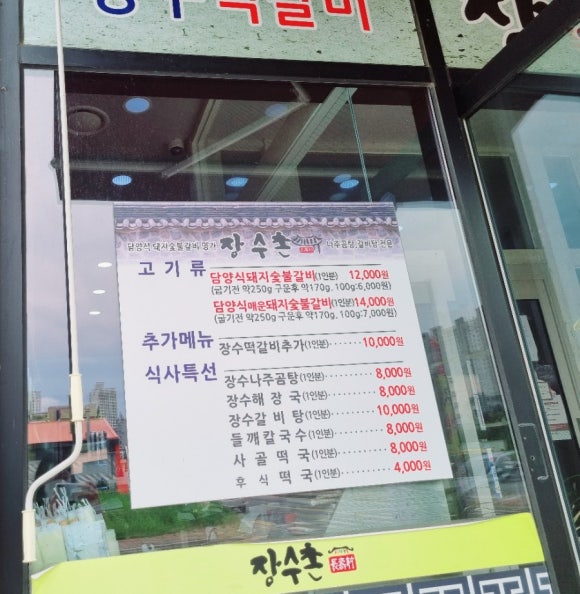 장수떡갈비
담양식 돼지숯불갈비 명가 장수촌 나주곰탕, 갈비탕 전문
고기류
담양식돼지숯불갈비(1인분) 12,000원
(굽기전 약250g 구운후 약170g, 100g:6,000원)
담양식매운돼지숯불갈비(1인분)14,000원
(굽기전 약250g 구운후 약170g, 100g:7,000원)
추가메뉴 장수떡갈비추가(1인분)······· 10,000원
식사특선
장수나주곰탕(1인분)·········· 8,000원
장수해장국(1인분)·········· 8,000원
장수갈비탕(1인분)·········· 10,000원
들깨칼국수(1인분)·········· 8,000원
사골떡국(1인분)·········· 8,000원
후식떡국(1인분)·········· 4,000원
장수촌